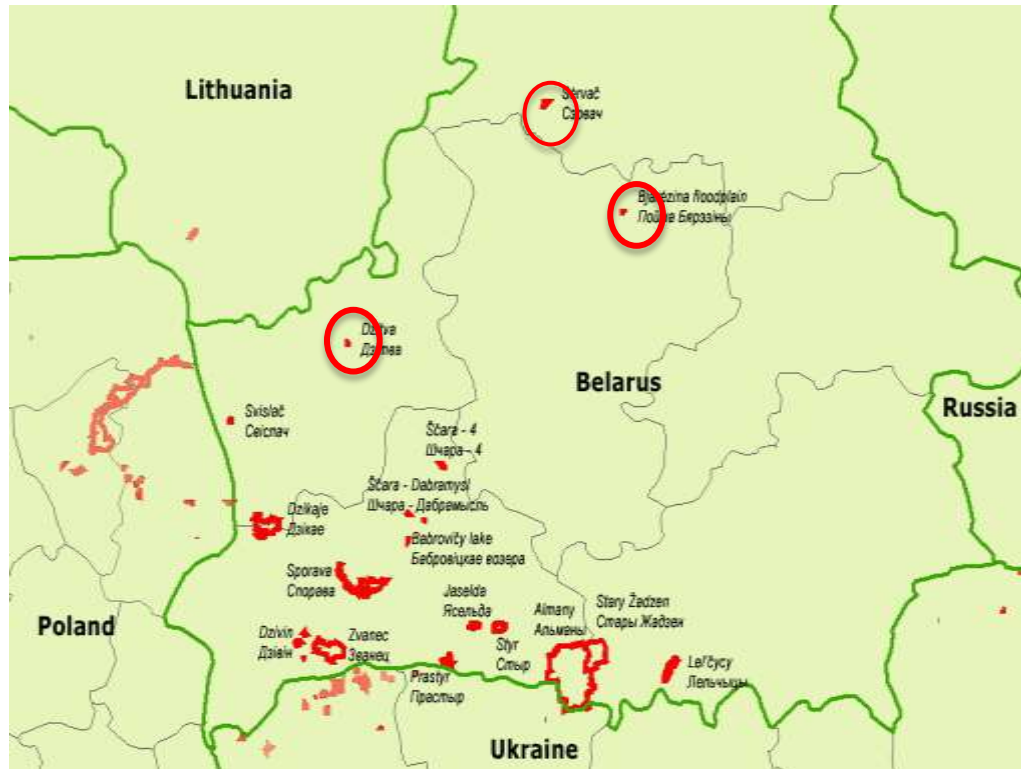 Lithuania
Servač
Сэрвач
Bjarezina floodplain
Пойма Бярэзіны
Dzitva
Дзітва
Belarus
Russia
Svislač
Свіслач
Ščara - 4
Шчара - 4
Ščara - Dabramysl
Шчара - Дабрамысль
Dzikaje
Дзікае
Babrovičy lake
Бабровіцкае возера
Sporava
Спорава
Jaselda
Ясельда
Almany
Альманы
Stary Žadzen
Стары Жадзен
Poland
Dzivin
Дзівін
Zvanec
Званец
Styr
Стыр
Prastyr
Прастыр
Lel'čycy
Лельчыцы
Ukraine